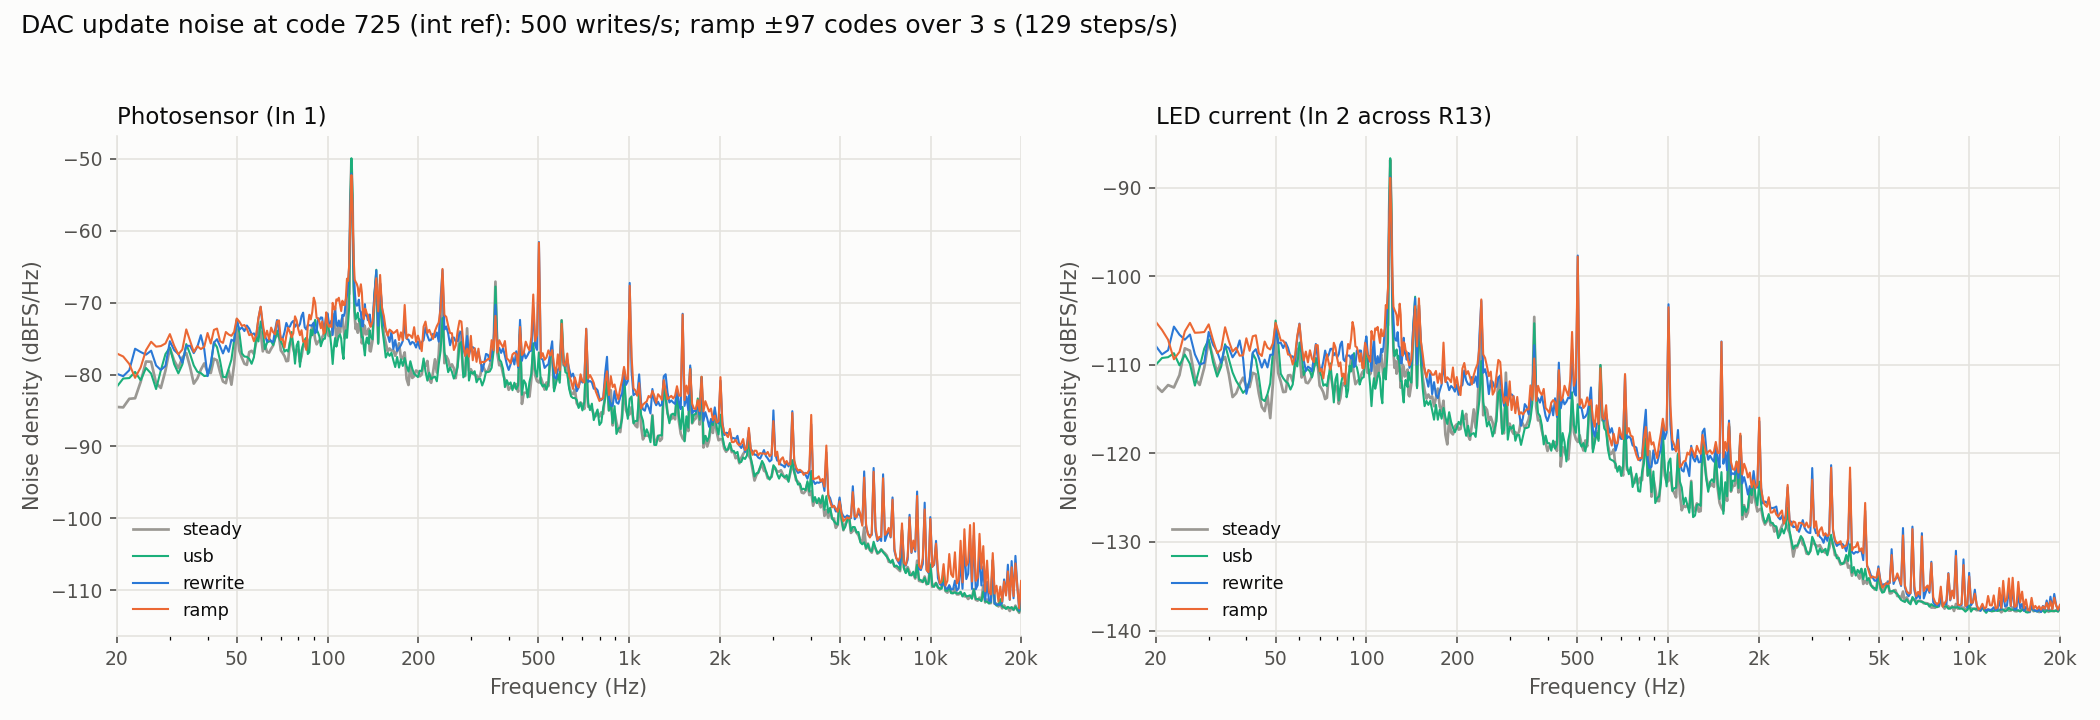 DAC update noise at code 725 (int ref): 500 writes/s; ramp ±97 codes over 3 s (129 steps/s)
Photosensor (In 1)
Noise density (dBFS/Hz)
−50
−60
−70
−80
−90
−100
−110
steady
usb
rewrite
ramp
20
50
100
200
500
1k
2k
5k
10k
20k
Frequency (Hz)
LED current (In 2 across R13)
Noise density (dBFS/Hz)
−90
−100
−110
−120
−130
−140
steady
usb
rewrite
ramp
20
50
100
200
500
1k
2k
5k
10k
20k
Frequency (Hz)